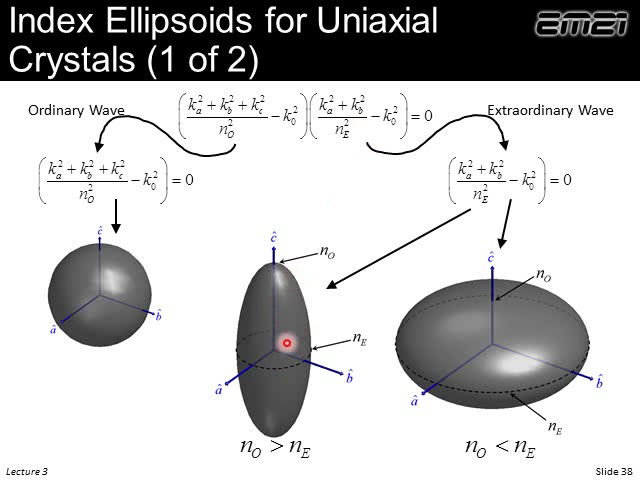 Index Ellipsoids for Uniaxial
Crystals (1 of 2)
EM21
Ordinary Wave
((k_a^2 + k_b^2 + k_c^2)/n_O^2 − k_0^2)((k_a^2 + k_b^2)/n_E^2 − k_0^2) = 0
Extraordinary Wave
((k_a^2 + k_b^2 + k_c^2)/n_O^2 − k_0^2) = 0
((k_a^2 + k_b^2)/n_E^2 − k_0^2) = 0
ĉ
â
b̂
ĉ
n_O
n_E
â
b̂
n_O > n_E
ĉ
n_O
â
b̂
n_E
n_O < n_E
Lecture 3
Slide 38